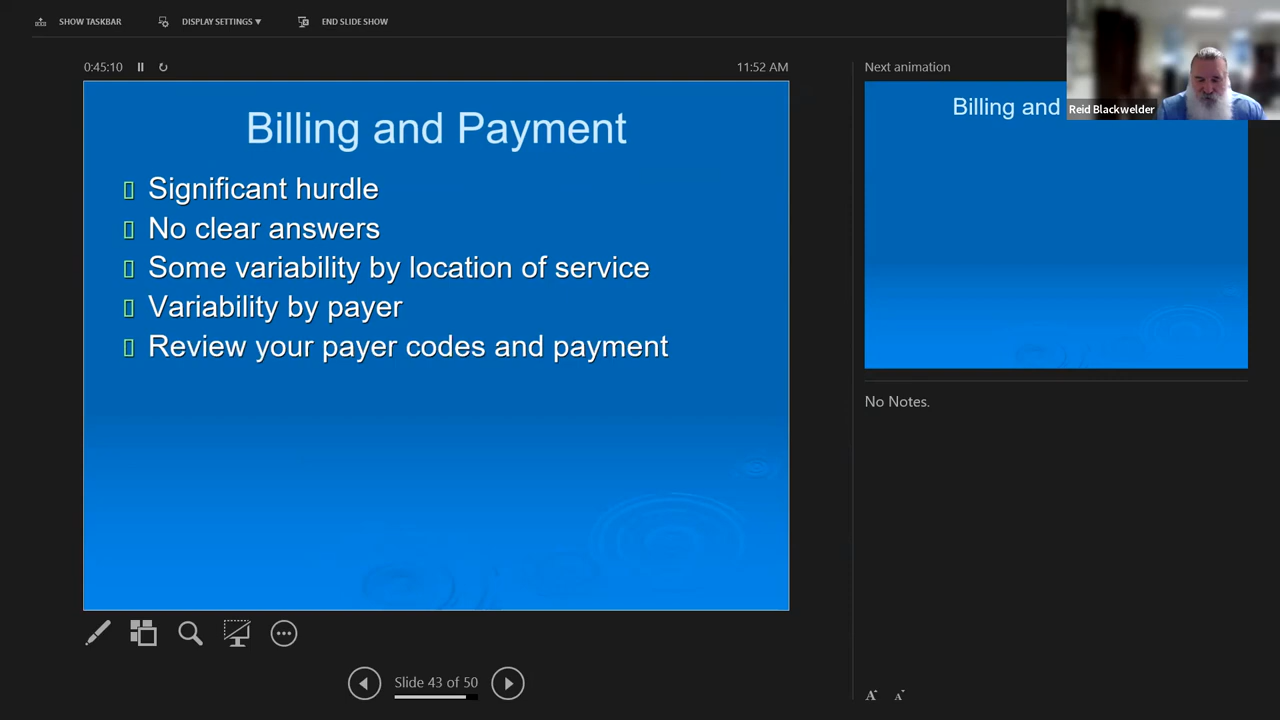 SHOW TASKBAR
DISPLAY SETTINGS ▼
END SLIDE SHOW
0:45:10
11:52 AM
Next animation
Billing and Payment
Significant hurdle
No clear answers
Some variability by location of service
Variability by payer
Review your payer codes and payment
Billing and
Reid Blackwelder
No Notes.
Slide 43 of 50
A A